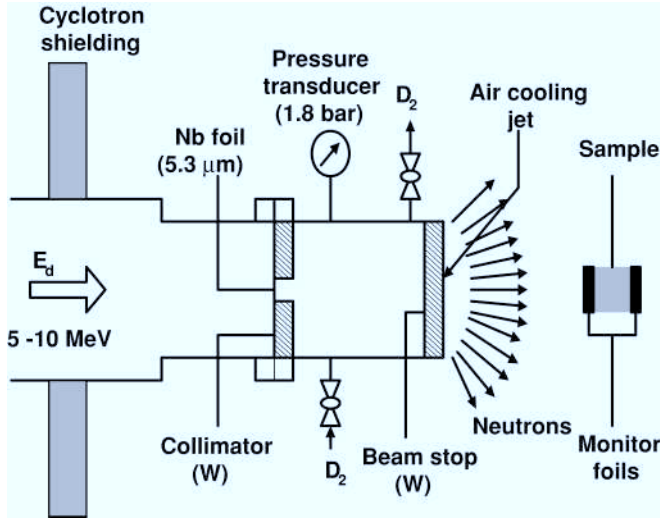 Cyclotron
shielding
Pressure
transducer
(1.8 bar)
D2
Air cooling
jet
Nb foil
(5.3 μm)
Sample
Ed
5 -10 MeV
Collimator
(W)
D2
Beam stop
(W)
Neutrons
Monitor
foils